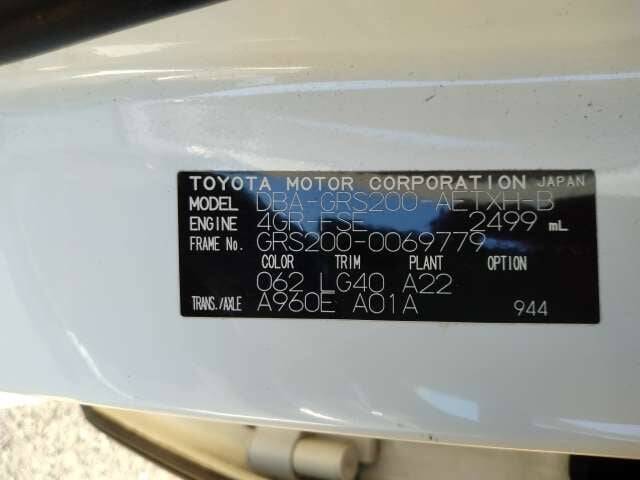 TOYOTA MOTOR CORPORATION JAPAN
MODEL DBA-GRS200-AETXH-B
ENGINE 4GR-FSE 2499 mL
FRAME No. GRS200-0069779
COLOR TRIM PLANT OPTION
062 LG40 A22
TRANS./AXLE A960E A01A 944